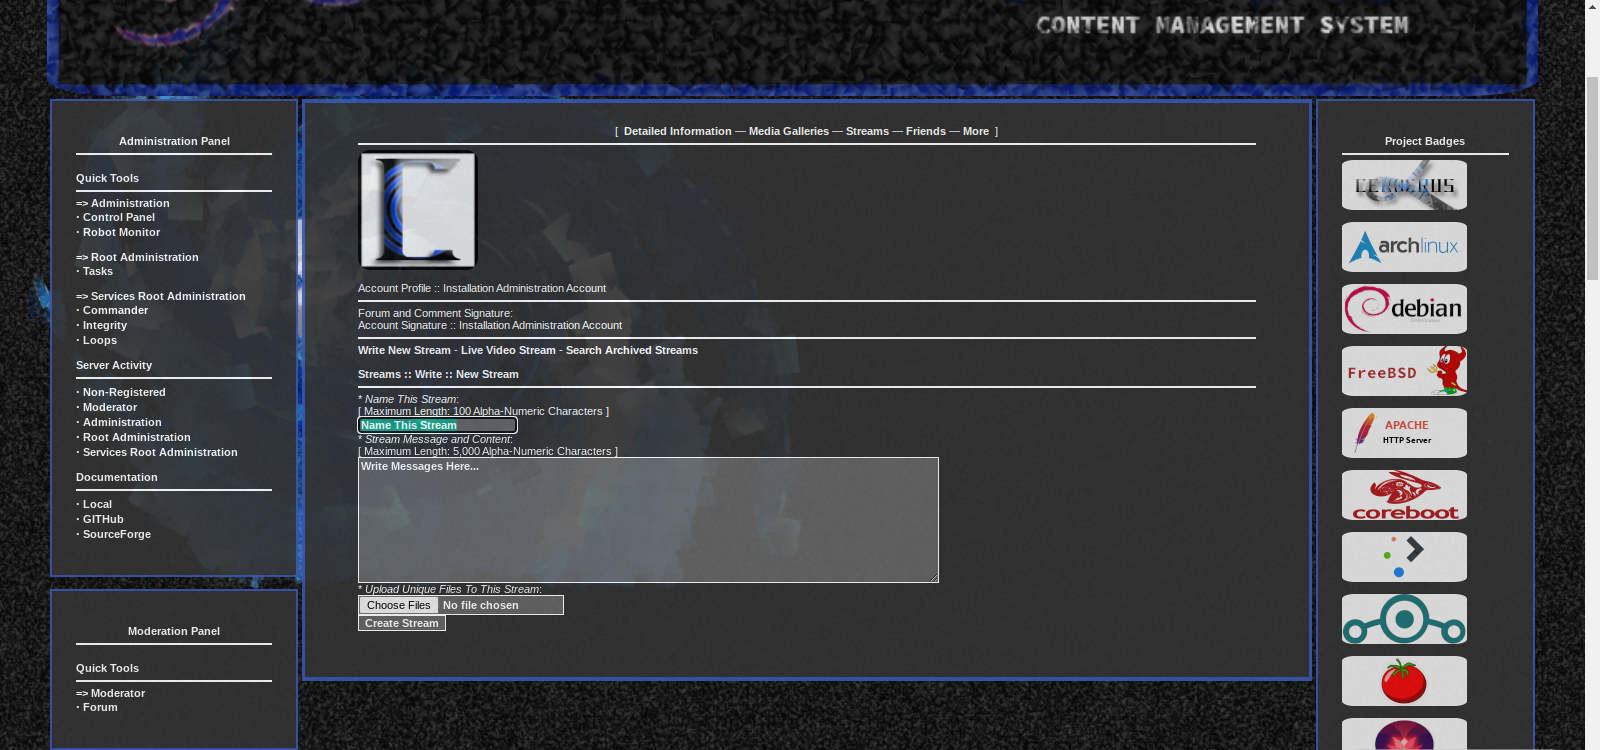 CONTENT MANAGEMENT SYSTEM
Administration Panel
Quick Tools
=> Administration
· Control Panel
· Robot Monitor
=> Root Administration
· Tasks
=> Services Root Administration
· Commander
· Integrity
· Loops
Server Activity
· Non-Registered
· Moderator
· Administration
· Root Administration
· Services Root Administration
Documentation
· Local
· GITHub
· SourceForge
Moderation Panel
Quick Tools
=> Moderator
· Forum
[ Detailed Information — Media Galleries — Streams — Friends — More ]
Account Profile :: Installation Administration Account
Forum and Comment Signature:
Account Signature :: Installation Administration Account
Write New Stream - Live Video Stream - Search Archived Streams
Streams :: Write :: New Stream
* Name This Stream:
[ Maximum Length: 100 Alpha-Numeric Characters ]
Name This Stream
* Stream Message and Content:
[ Maximum Length: 5,000 Alpha-Numeric Characters ]
Write Messages Here...
* Upload Unique Files To This Stream:
Choose Files No file chosen
Create Stream
Project Badges
CERBERUS
archlinux
debian
FreeBSD
APACHE
HTTP Server
coreboot